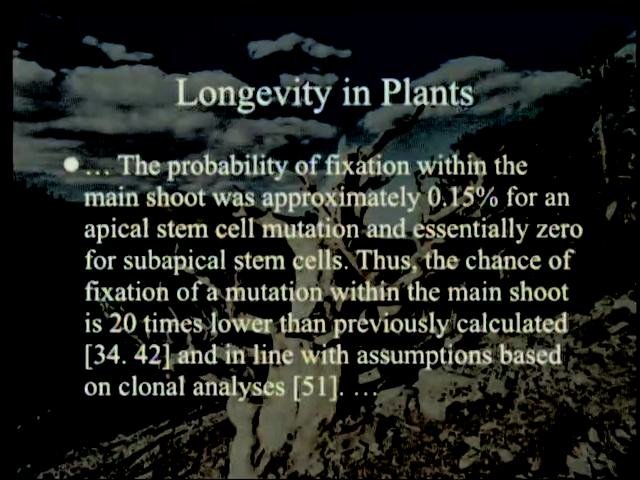 Longevity in Plants
● … The probability of fixation within the
main shoot was approximately 0.15% for an
apical stem cell mutation and essentially zero
for subapical stem cells. Thus, the chance of
fixation of a mutation within the main shoot
is 20 times lower than previously calculated
[34. 42] and in line with assumptions based
on clonal analyses [51]. …